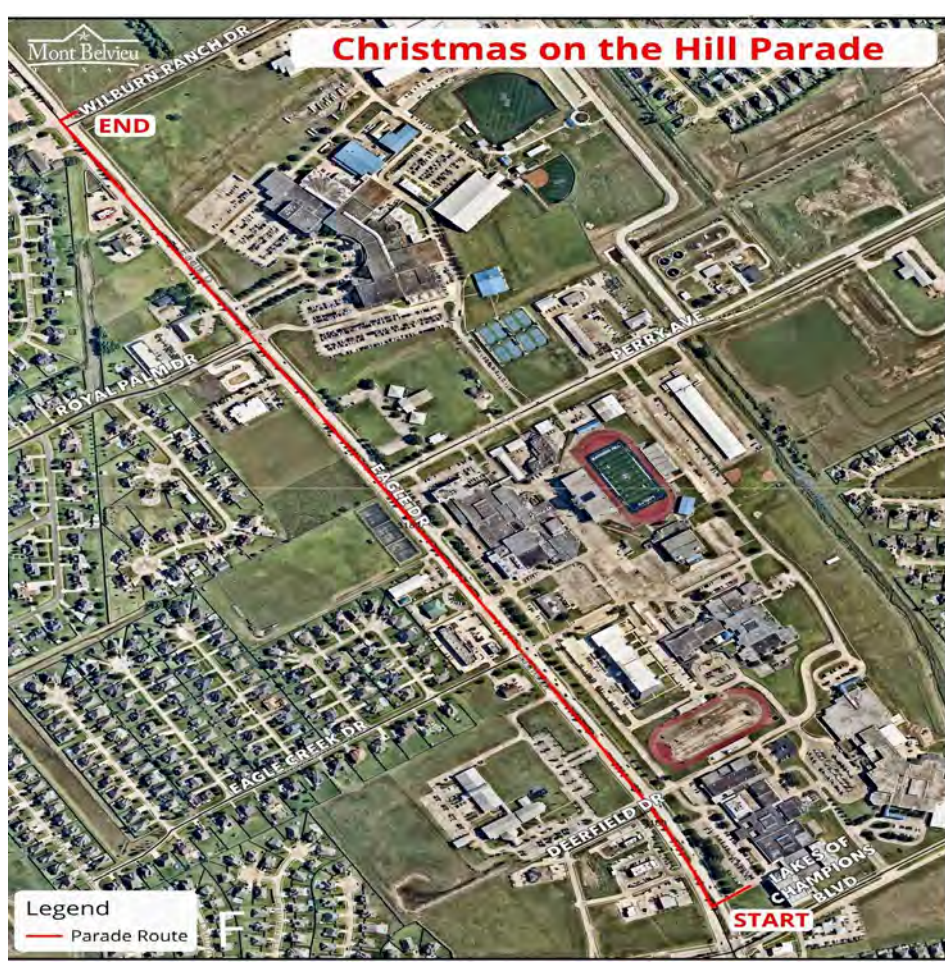 Mont Belvieu
TEXAS
Christmas on the Hill Parade
WILBURN RANCH DR
END
ROYAL PALM DR
PERRY AVE
EAGLE DR
EAGLE CREEK DR
DEERFIELD DR
LAKES OF
CHAMPIONS
BLVD
START
Legend
Parade Route